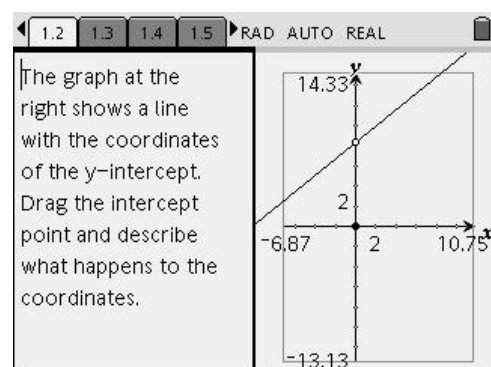 1.2 1.3 1.4 1.5 RAD AUTO REAL
The graph at the
right shows a line
with the coordinates
of the y-intercept.
Drag the intercept
point and describe
what happens to the
coordinates.
y
14.33
2
-6.87 2 10.75 x
-13.13